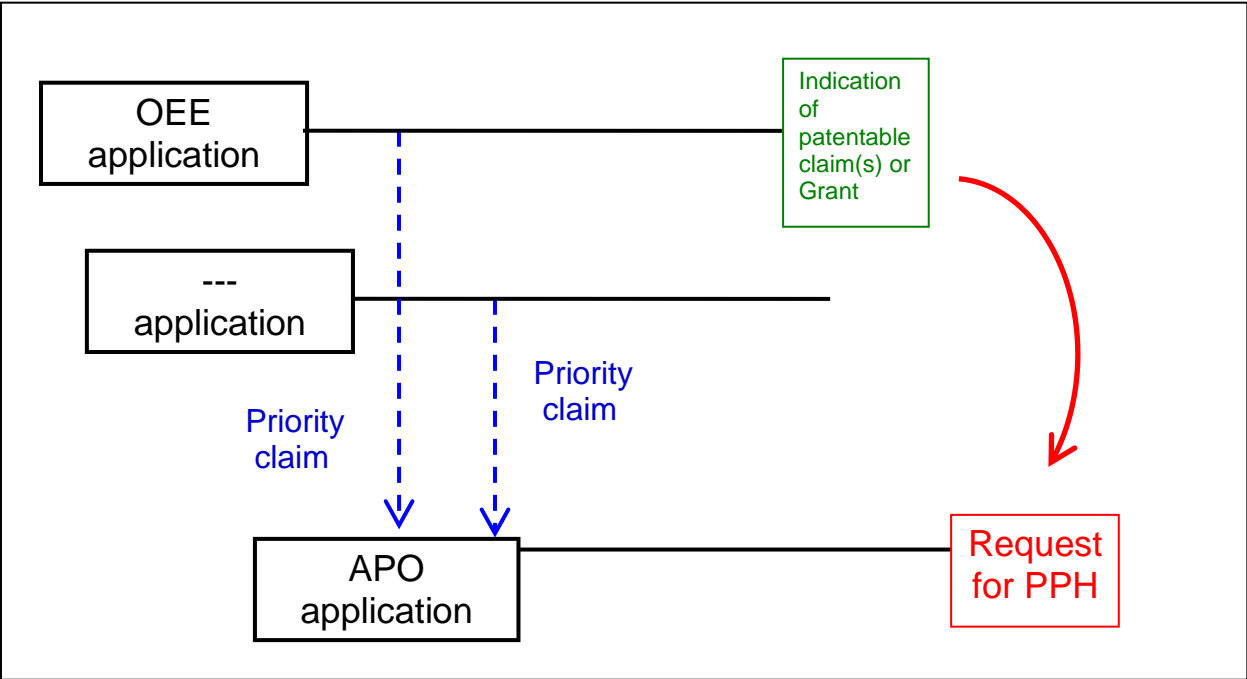 OEE
application
Indication
of
patentable
claim(s) or
Grant
---
application
Priority
claim
Priority
claim
APO
application
Request
for PPH